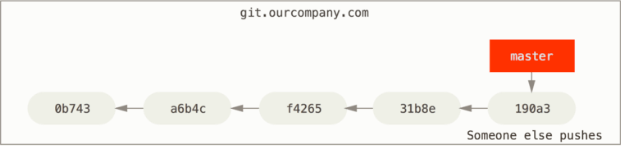 git.ourcompany.com
master
0b743 a6b4c f4265 31b8e 190a3
Someone else pushes